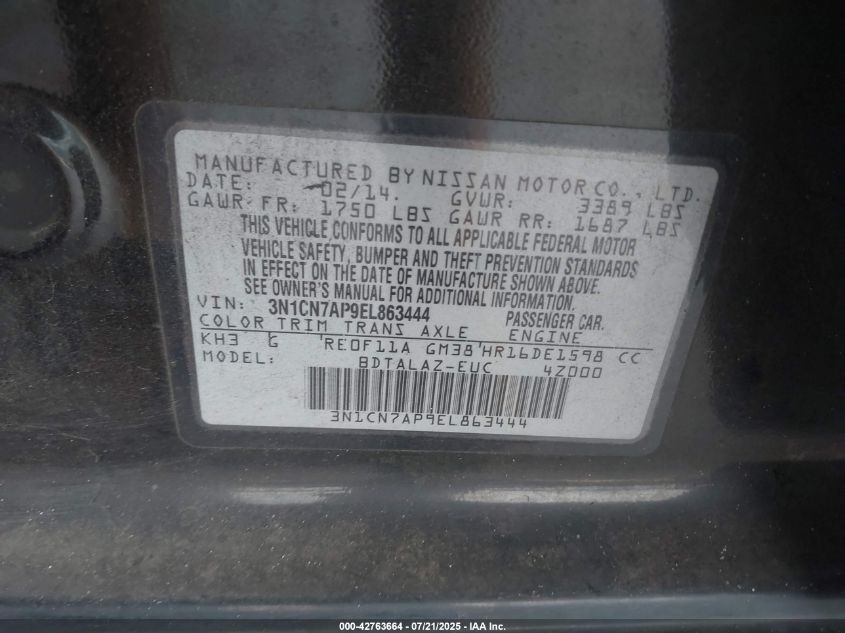 MANUFACTURED BY NISSAN MOTOR CO., LTD.
DATE: 02/14. GVWR: 3389 LBS
GAWR FR: 1750 LBS GAWR RR: 1687 LBS
THIS VEHICLE CONFORMS TO ALL APPLICABLE FEDERAL MOTOR
VEHICLE SAFETY, BUMPER AND THEFT PREVENTION STANDARDS
IN EFFECT ON THE DATE OF MANUFACTURE SHOWN ABOVE.
SEE OWNER'S MANUAL FOR ADDITIONAL INFORMATION.
VIN: 3N1CN7AP9EL863444 PASSENGER CAR.
COLOR TRIM TRANS AXLE ENGINE
KH3 G 'RE0F11A GM38'HR16DE1598 CC
MODEL: BDTALAZ-EUC 4Z000
3N1CN7AP9EL863444
000-42763664 / 07/21/2025 - IAA Inc.